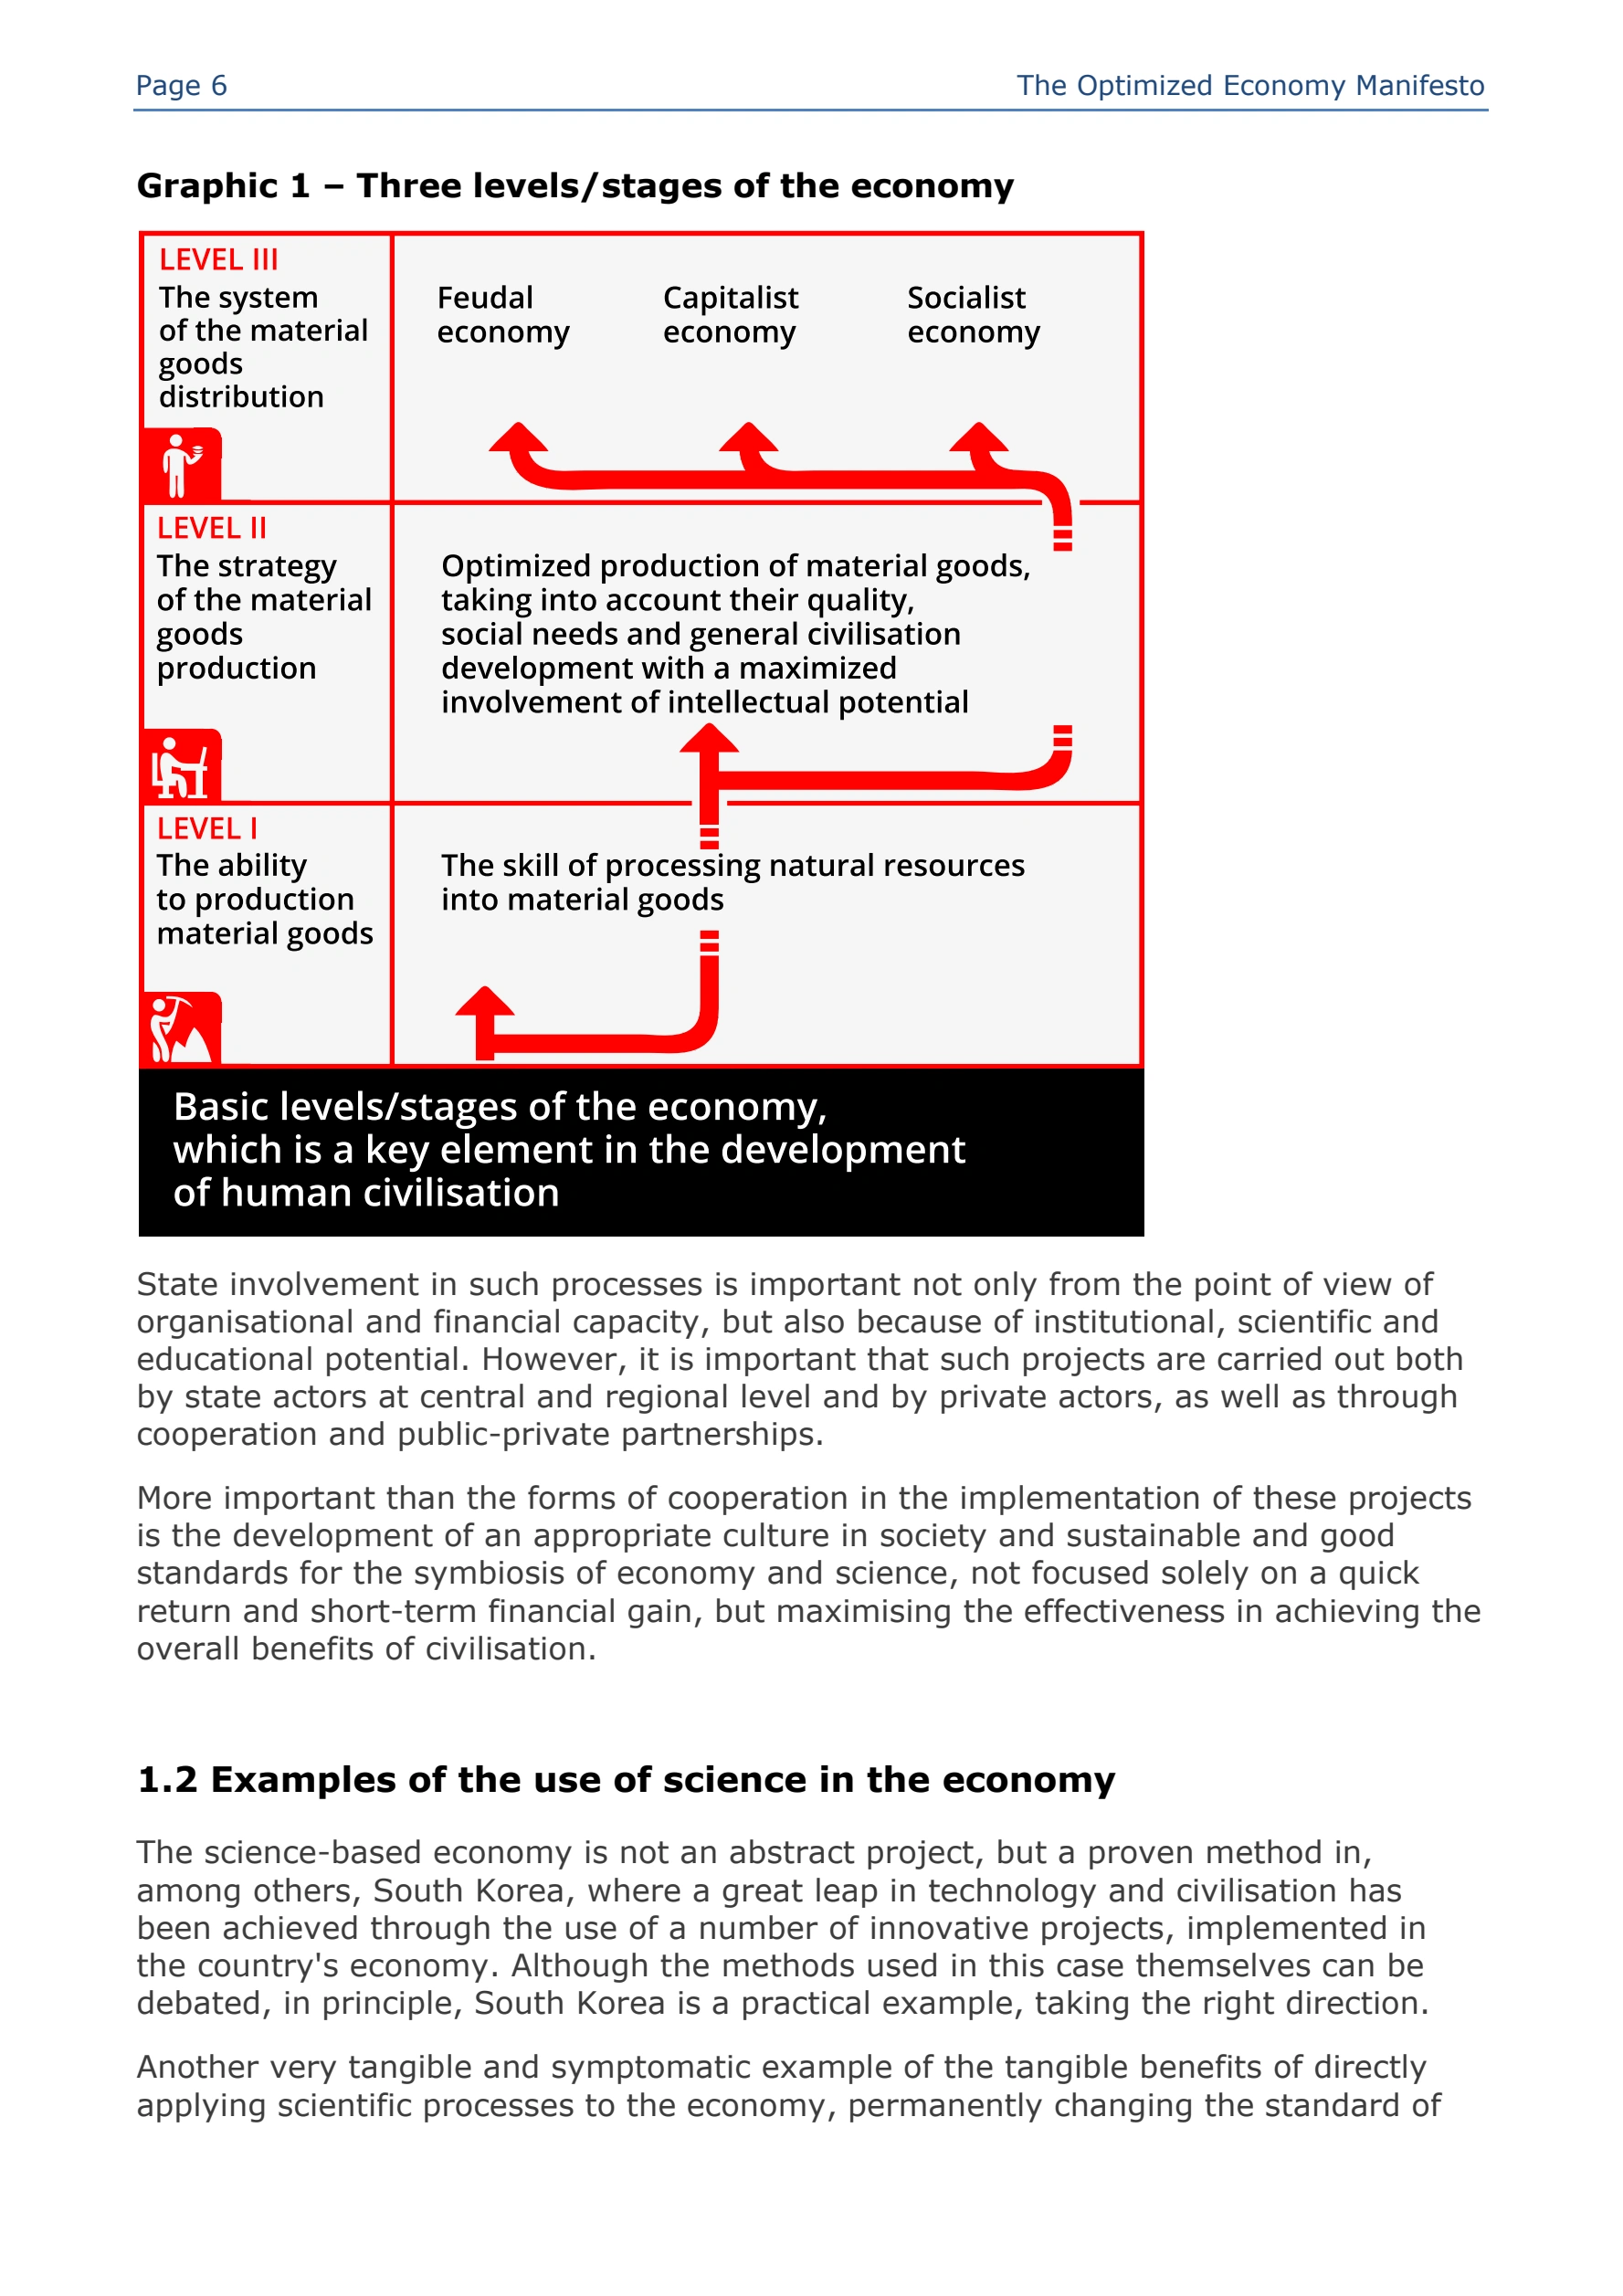 Page 6
The Optimized Economy Manifesto
Graphic 1 – Three levels/stages of the economy
LEVEL III
The system
of the material
goods
distribution
Feudal
economy
Capitalist
economy
Socialist
economy
LEVEL II
The strategy
of the material
goods
production
Optimized production of material goods,
taking into account their quality,
social needs and general civilisation
development with a maximized
involvement of intellectual potential
LEVEL I
The ability
to production
material goods
The skill of processing natural resources
into material goods
Basic levels/stages of the economy,
which is a key element in the development
of human civilisation
State involvement in such processes is important not only from the point of view of
organisational and financial capacity, but also because of institutional, scientific and
educational potential. However, it is important that such projects are carried out both
by state actors at central and regional level and by private actors, as well as through
cooperation and public-private partnerships.
More important than the forms of cooperation in the implementation of these projects
is the development of an appropriate culture in society and sustainable and good
standards for the symbiosis of economy and science, not focused solely on a quick
return and short-term financial gain, but maximising the effectiveness in achieving the
overall benefits of civilisation.
1.2 Examples of the use of science in the economy
The science-based economy is not an abstract project, but a proven method in,
among others, South Korea, where a great leap in technology and civilisation has
been achieved through the use of a number of innovative projects, implemented in
the country's economy. Although the methods used in this case themselves can be
debated, in principle, South Korea is a practical example, taking the right direction.
Another very tangible and symptomatic example of the tangible benefits of directly
applying scientific processes to the economy, permanently changing the standard of